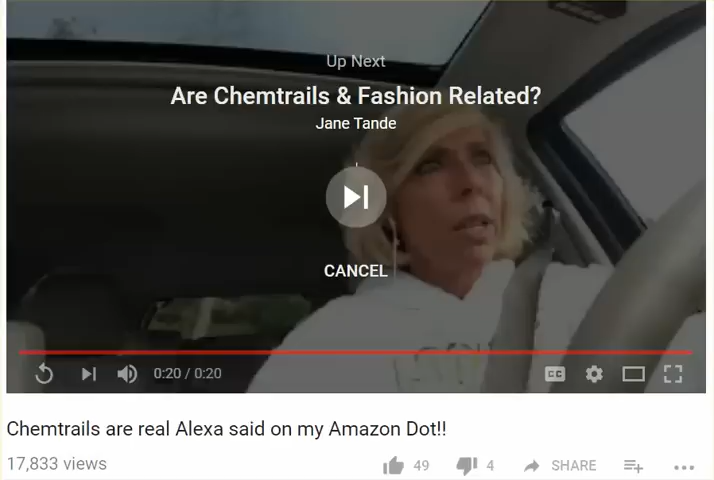 Up Next
Are Chemtrails & Fashion Related?
Jane Tande
CANCEL
0:20 / 0:20
CC
Chemtrails are real Alexa said on my Amazon Dot!!
17,833 views
49
4
SHARE